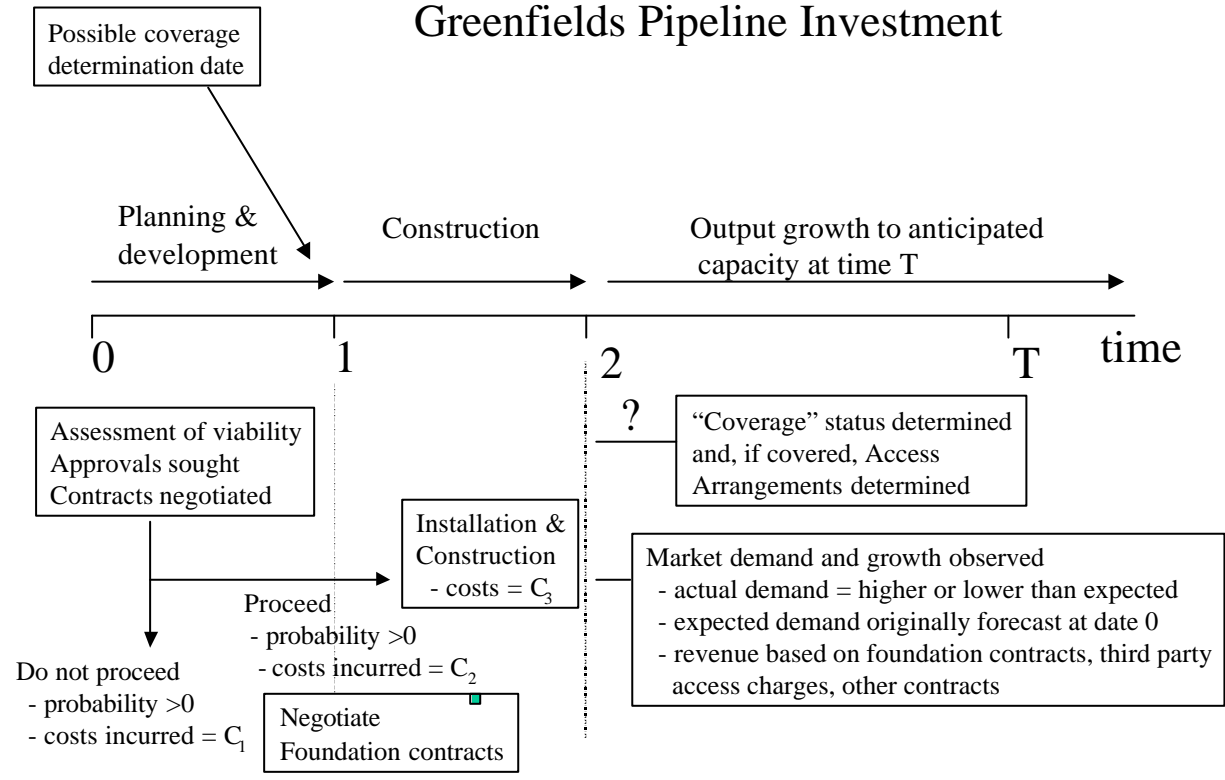 Greenfields Pipeline Investment
Possible coverage
determination date
Planning &
development
Construction
Output growth to anticipated
capacity at time T
0
1
2
T
time
Assessment of viability
Approvals sought
Contracts negotiated
?
“Coverage” status determined
and, if covered, Access
Arrangements determined
Installation &
Construction
- costs = C3
Market demand and growth observed
- actual demand = higher or lower than expected
- expected demand originally forecast at date 0
- revenue based on foundation contracts, third party
access charges, other contracts
Proceed
- probability >0
- costs incurred = C2
Do not proceed
- probability >0
- costs incurred = C1
Negotiate
Foundation contracts